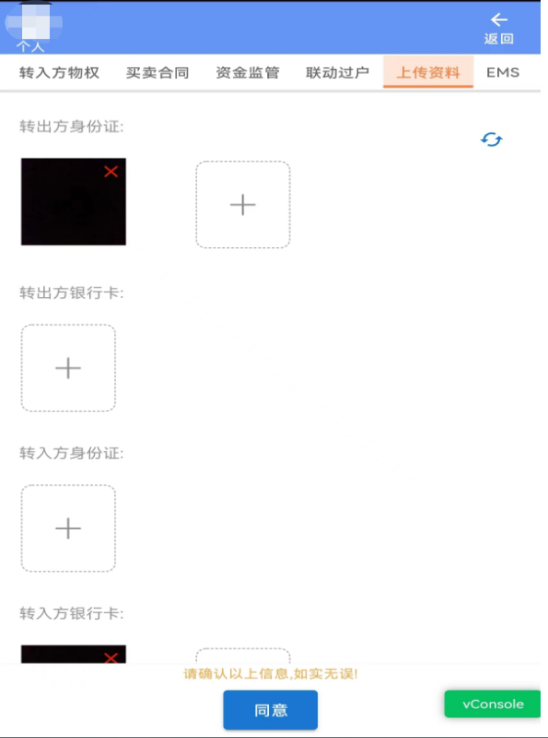 个人
返回
转入方物权 买卖合同 资金监管 联动过户 上传资料 EMS
转出方身份证:
转出方银行卡:
转入方身份证:
转入方银行卡:
请确认以上信息,如实无误!
同意
vConsole